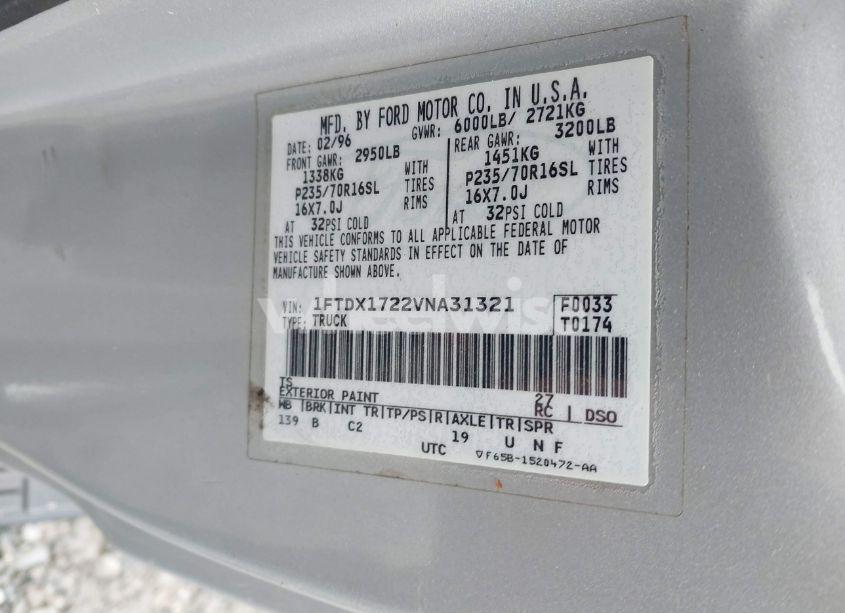 MFD. BY FORD MOTOR CO. IN U.S.A.
DATE: 02/96 GVWR: 6000LB/ 2721KG
FRONT GAWR: 2950LB REAR GAWR: 3200LB
1338KG WITH 1451KG WITH
P235/70R16SL TIRES P235/70R16SL TIRES
16X7.0J RIMS 16X7.0J RIMS
AT 32PSI COLD AT 32PSI COLD
THIS VEHICLE CONFORMS TO ALL APPLICABLE FEDERAL MOTOR
VEHICLE SAFETY STANDARDS IN EFFECT ON THE DATE OF
MANUFACTURE SHOWN ABOVE.
VIN: 1FTDX1722VNA31321 F0033
TYPE: TRUCK T0174
TS
EXTERIOR PAINT 27 RC | DSO
WB |BRK|INT TR|TP/PS|R|AXLE|TR|SPR
139 B C2 19 U N F
UTC ▽F65B-1520472-AA